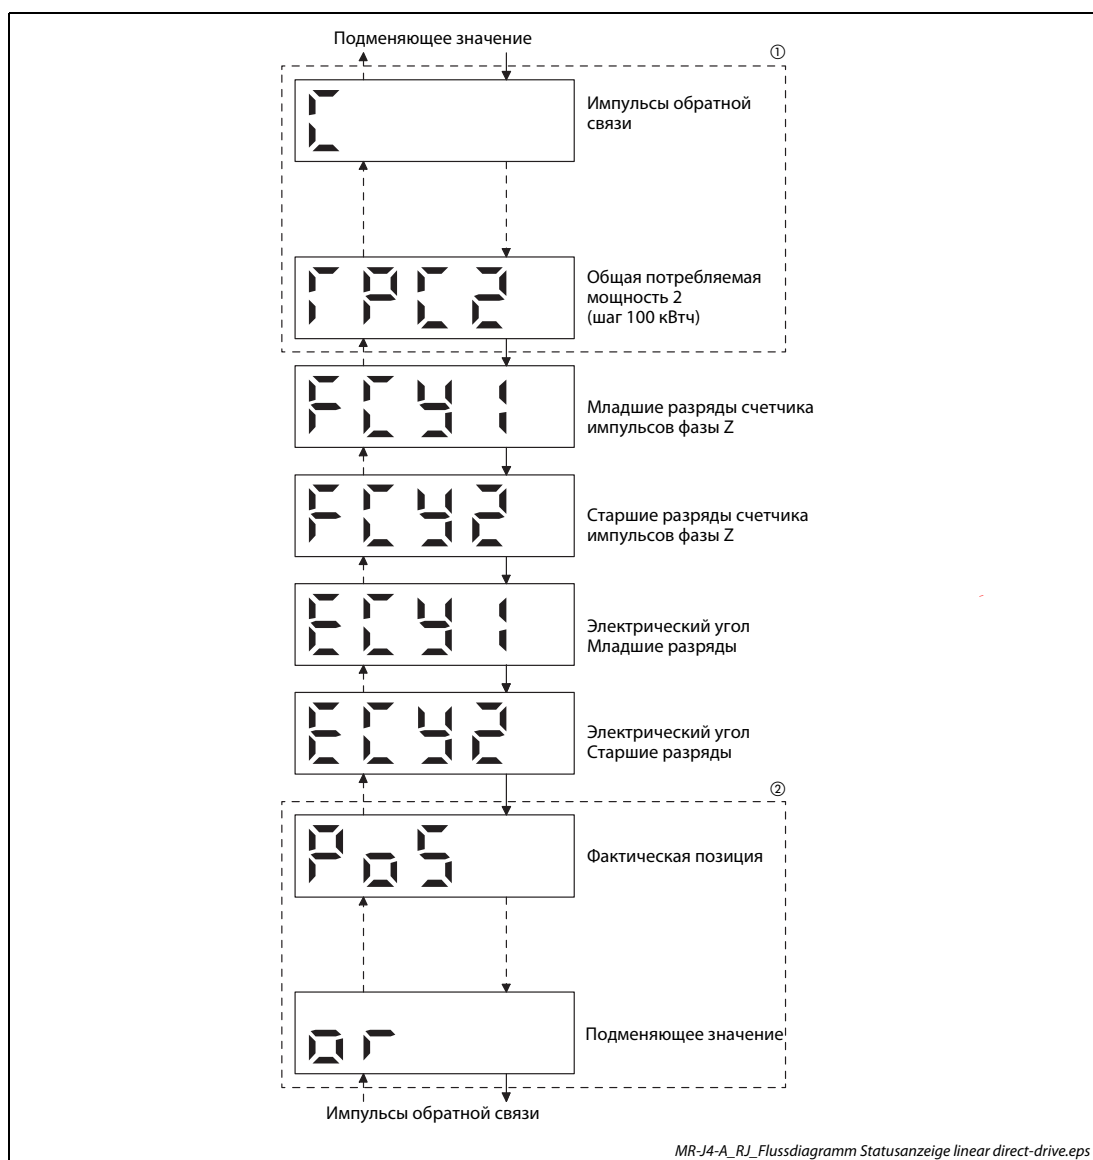 Подменяющее значение
①
C
Импульсы обратной
связи
TPC2
Общая потребляемая
мощность 2
(шаг 100 кВтч)
FCY1
Младшие разряды счетчика
импульсов фазы Z
FCY2
Старшие разряды счетчика
импульсов фазы Z
ECY1
Электрический угол
Младшие разряды
ECY2
Электрический угол
Старшие разряды
②
PoS
Фактическая позиция
or
Подменяющее значение
Импульсы обратной связи
MR-J4-A_RJ_Flussdiagramm Statusanzeige linear direct-drive.eps